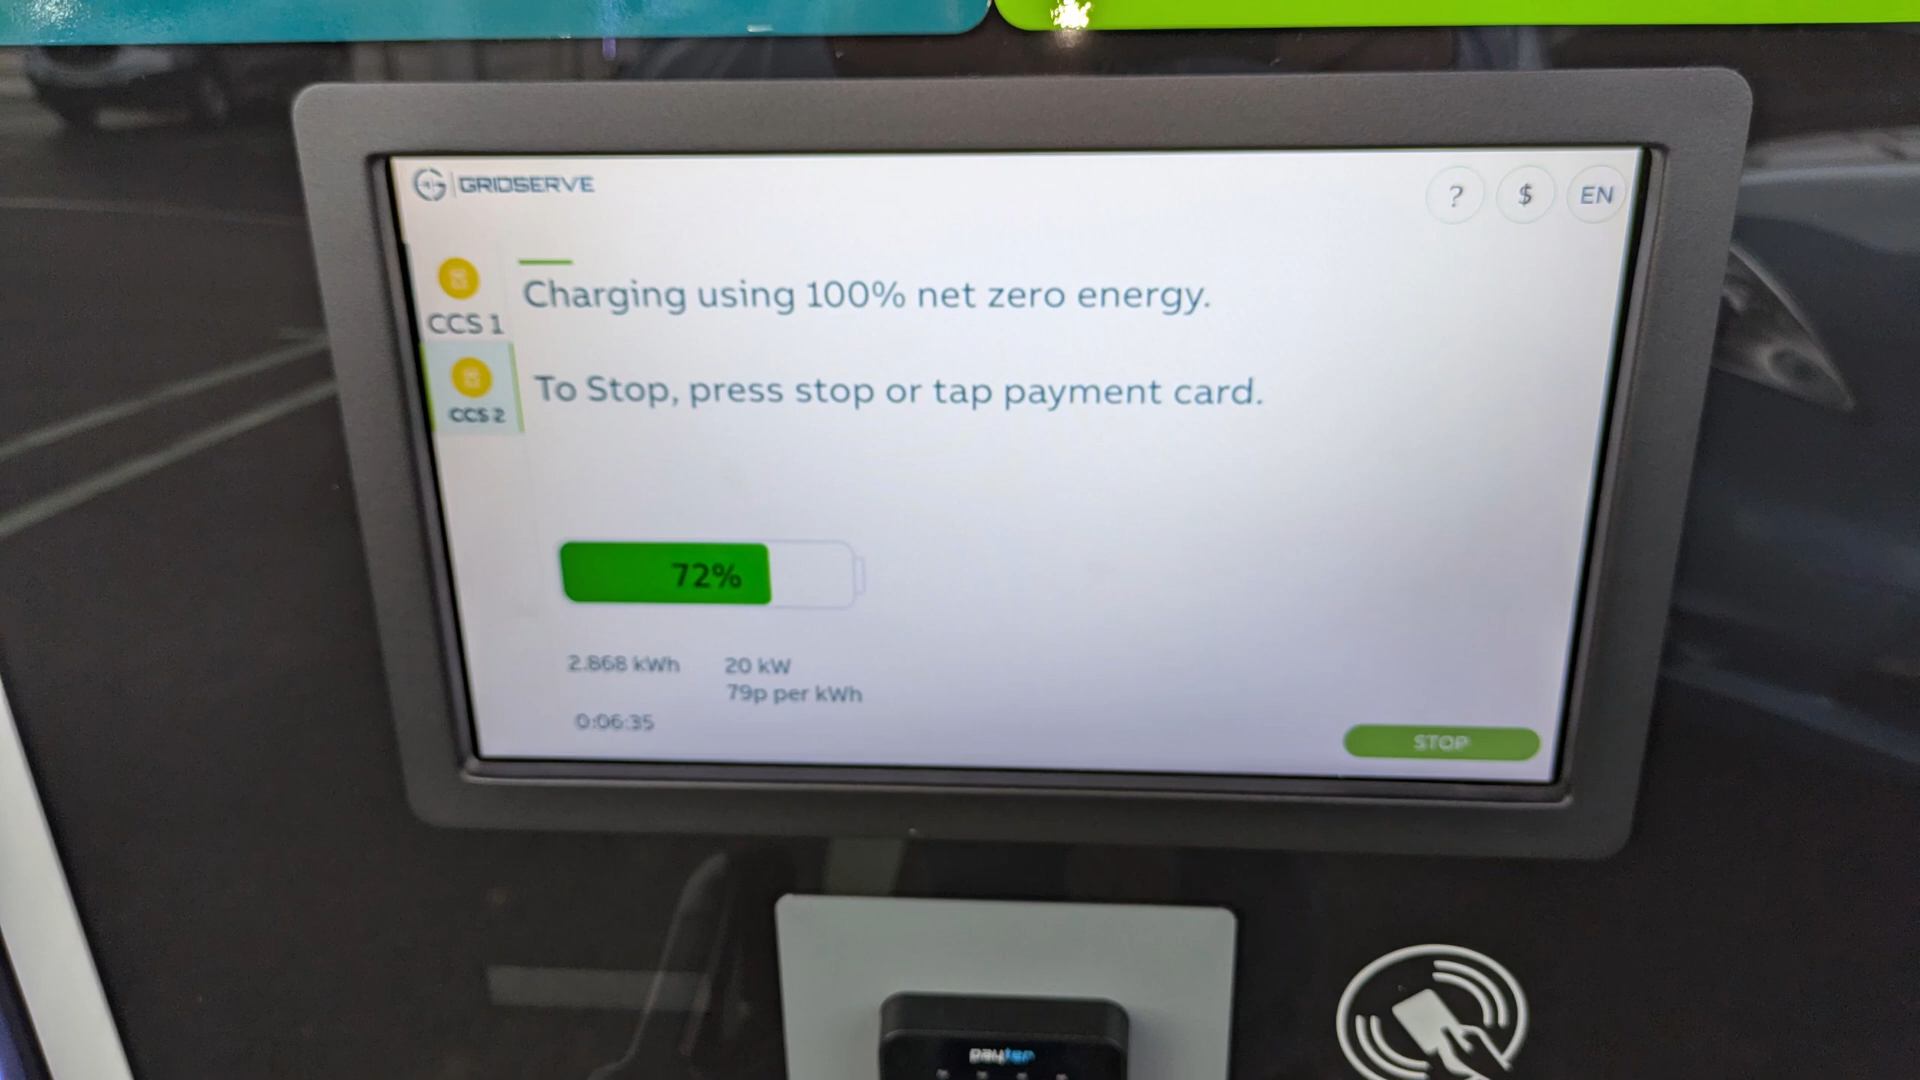 GRIDSERVE
? $ EN
CCS 1
CCS 2
Charging using 100% net zero energy.
To Stop, press stop or tap payment card.
72%
2.868 kWh 20 kW
79p per kWh
0:06:35
STOP
payter